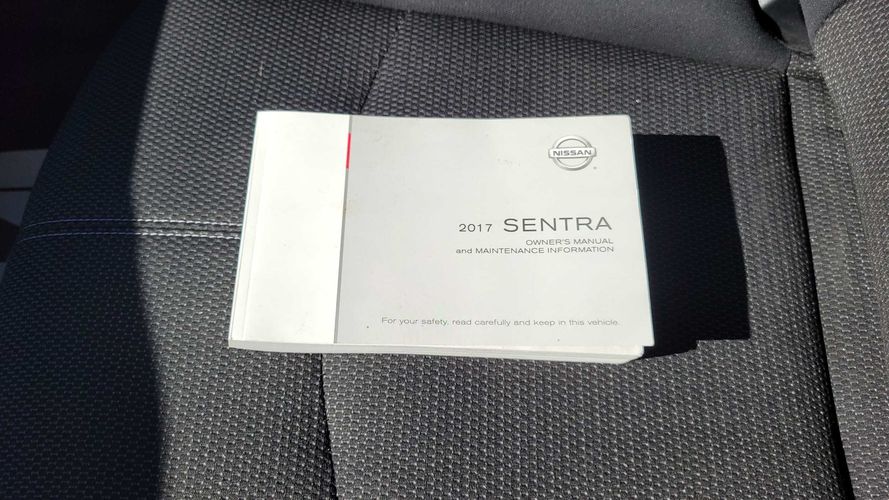 NISSAN
2017 SENTRA
OWNER'S MANUAL
and MAINTENANCE INFORMATION
For your safety, read carefully and keep in this vehicle.